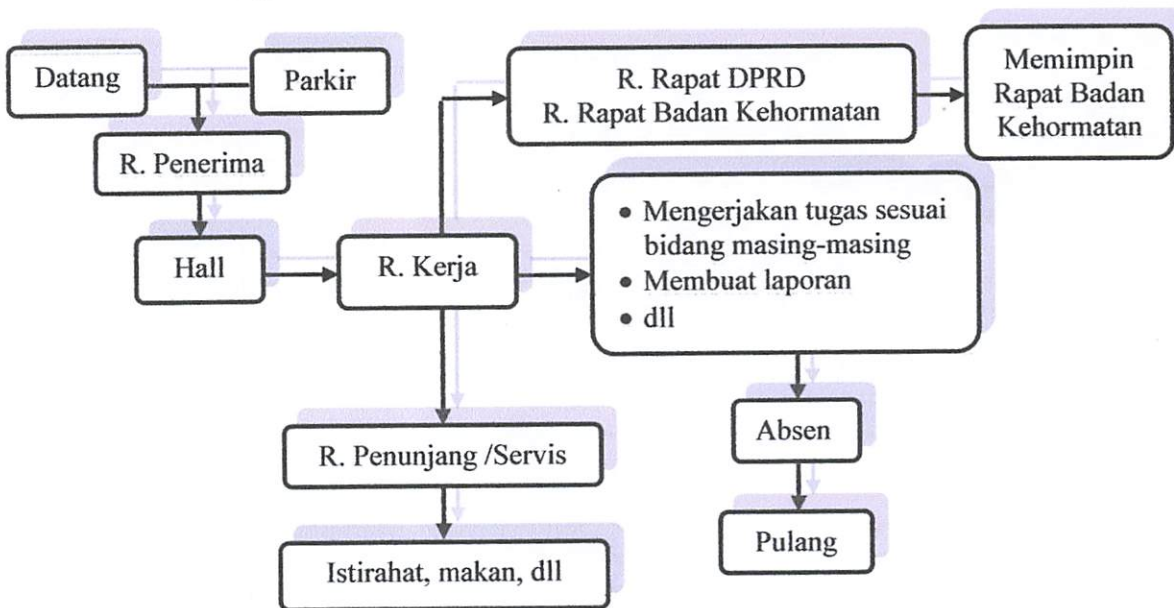 Datang
Parkir
R. Penerima
Hall
R. Kerja
R. Rapat DPRD
R. Rapat Badan Kehormatan
Memimpin
Rapat Badan
Kehormatan
• Mengerjakan tugas sesuai
bidang masing-masing
• Membuat laporan
• dll
Absen
Pulang
R. Penunjang /Servis
Istirahat, makan, dll